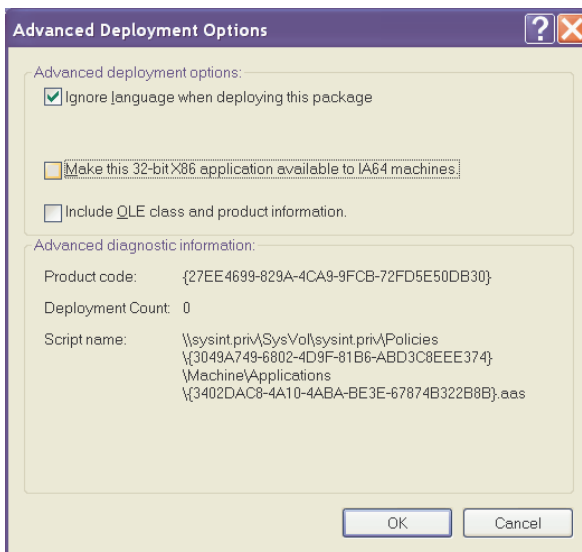 Advanced Deployment Options
Advanced deployment options:
Ignore language when deploying this package
Make this 32-bit X86 application available to IA64 machines.
Include OLE class and product information.
Advanced diagnostic information:
Product code: {27EE4699-829A-4CA9-9FCB-72FD5E50DB30}
Deployment Count: 0
Script name: \\sysint.priv\SysVol\sysint.priv\Policies
\{3049A749-6802-4D9F-81B6-ABD3C8EEE374}
\Machine\Applications
\{3402DAC8-4A10-4ABA-BE3E-67874B322B8B}.aas
OK Cancel